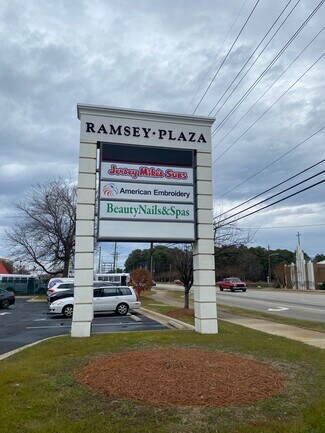 RAMSEY · PLAZA
Jersey Mike's SUBS
American Embroidery
BeautyNails&Spas